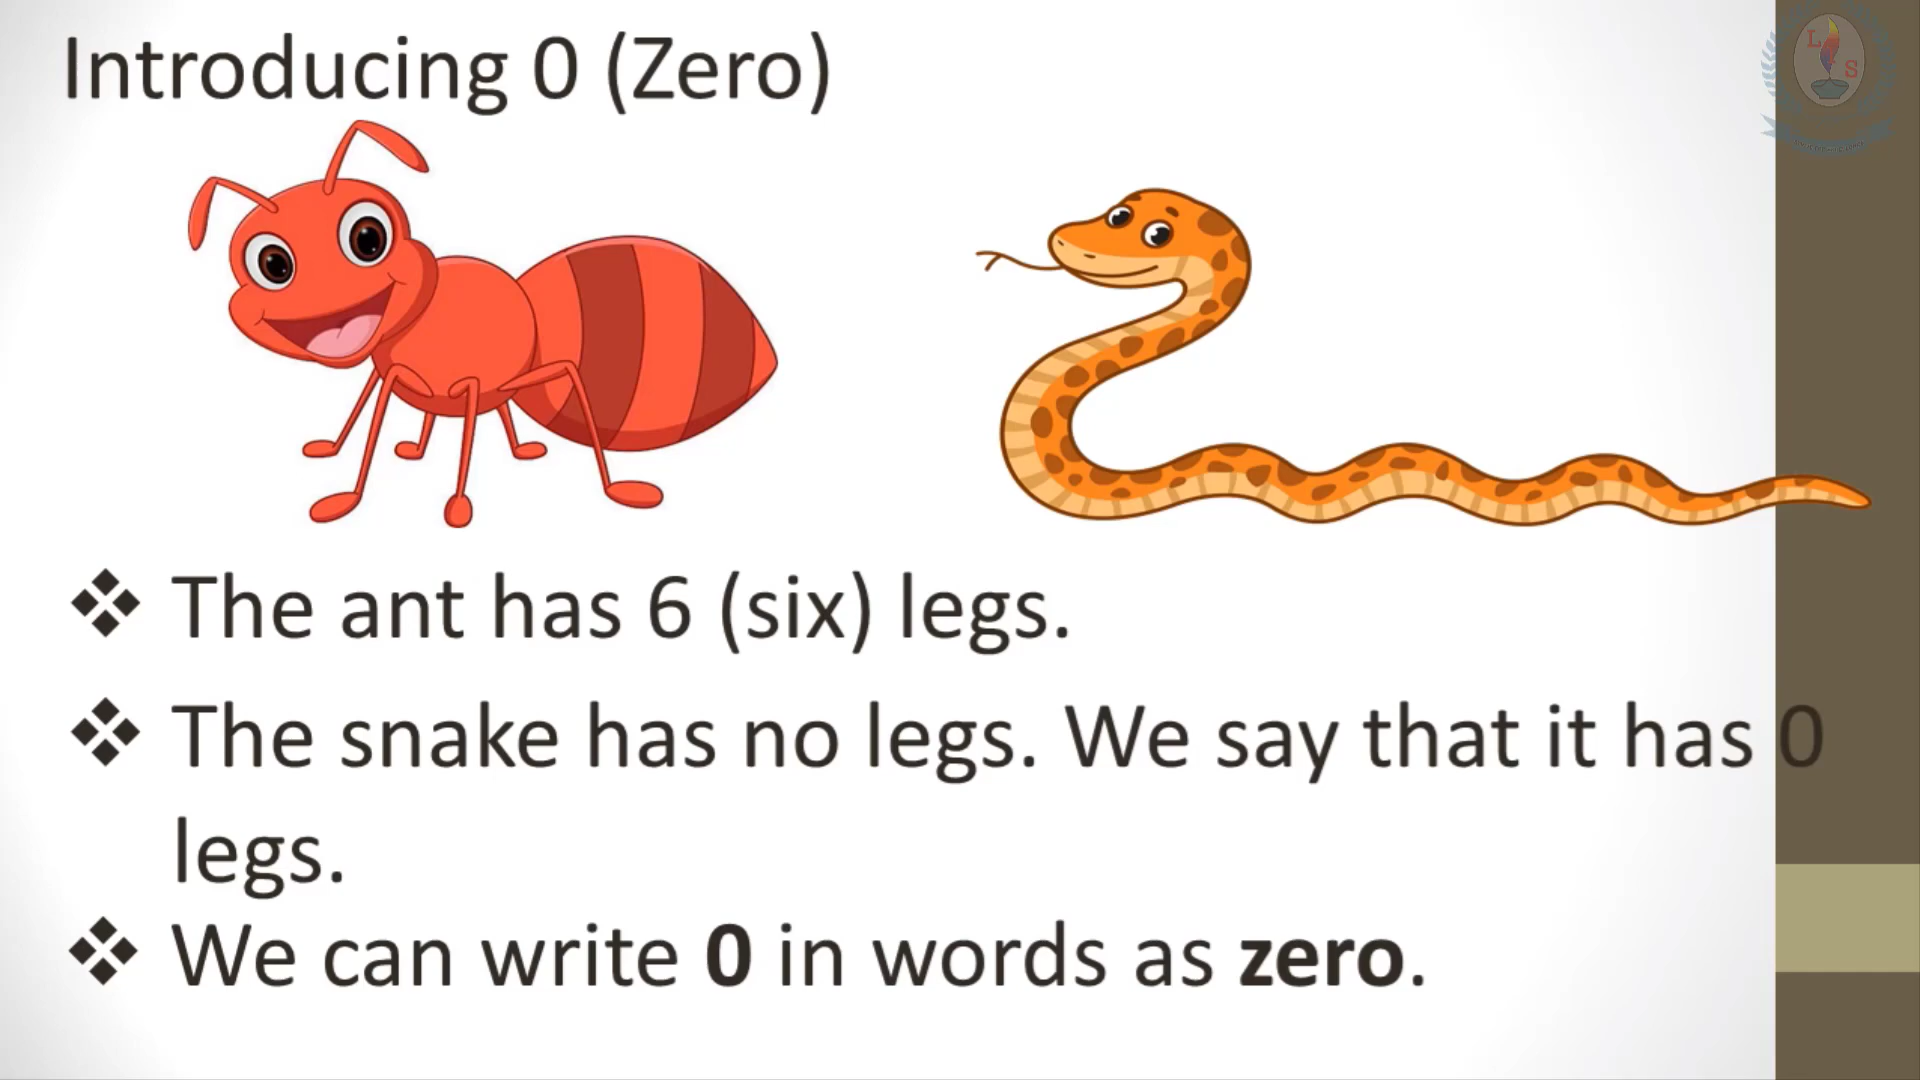 Introducing 0 (Zero)
L
S
❖ The ant has 6 (six) legs.
❖ The snake has no legs. We say that it has 0
legs.
❖ We can write 0 in words as zero.